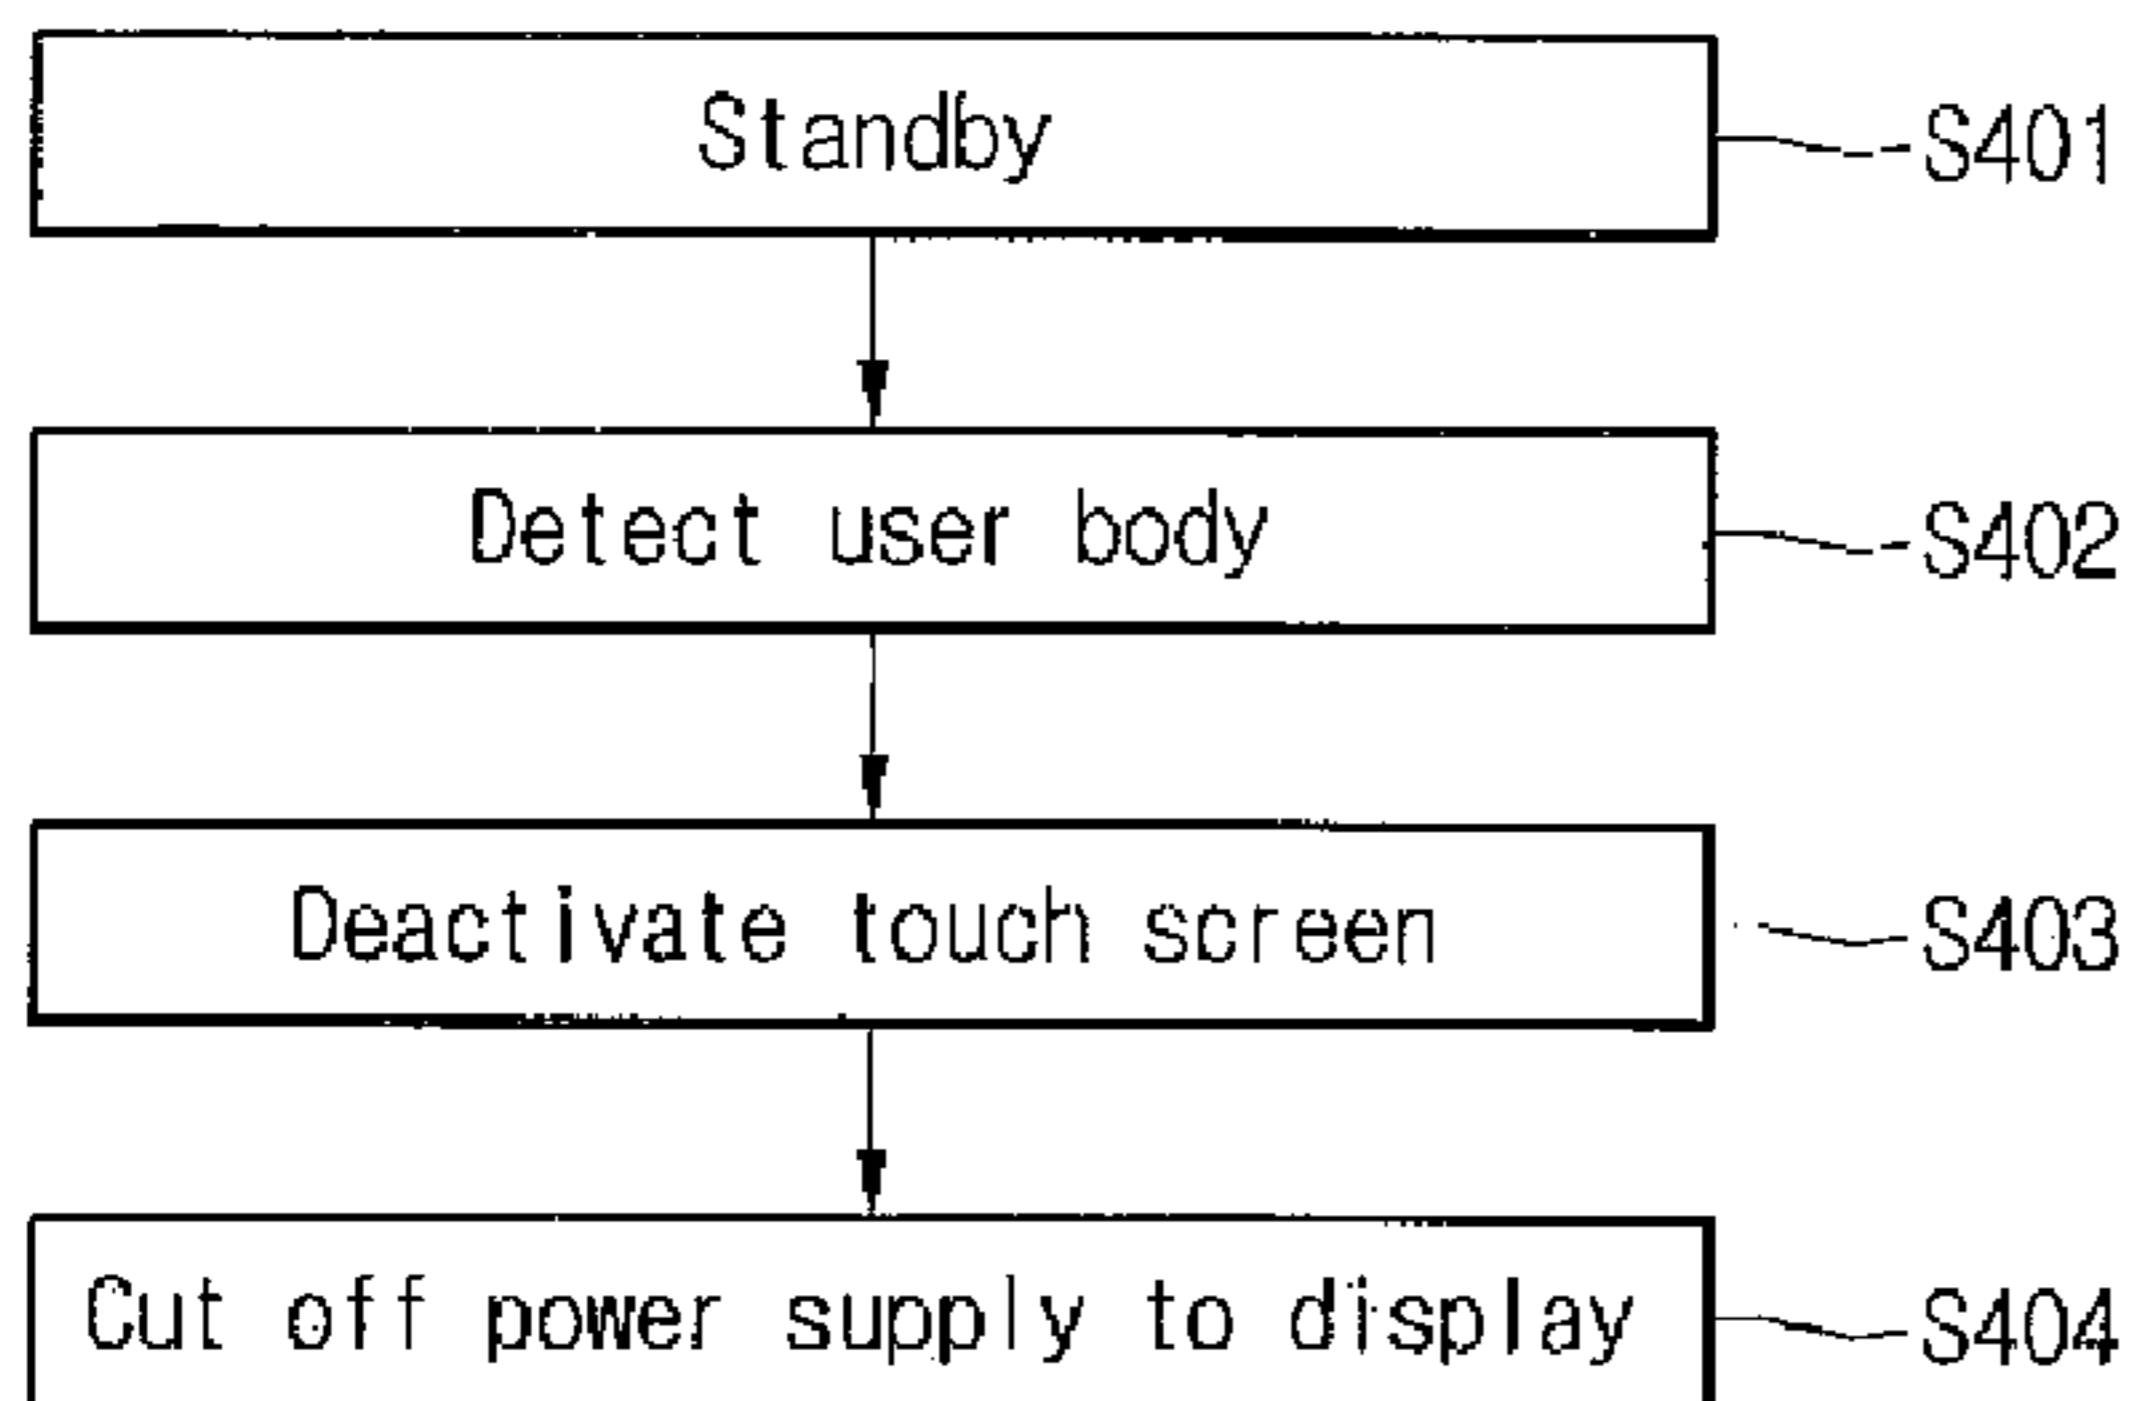 Standby S401
Detect user body S402
Deactivate touch screen S403
Cut off power supply to display S404